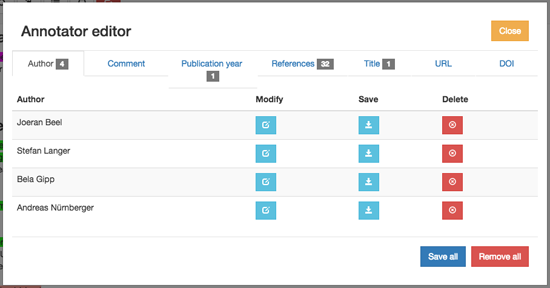 Annotator editor
Close
Author 4
Comment
Publication year
1
References 32
Title 1
URL
DOI
Author Modify Save Delete
Joeran Beel
Stefan Langer
Bela Gipp
Andreas Nürnberger
Save all Remove all